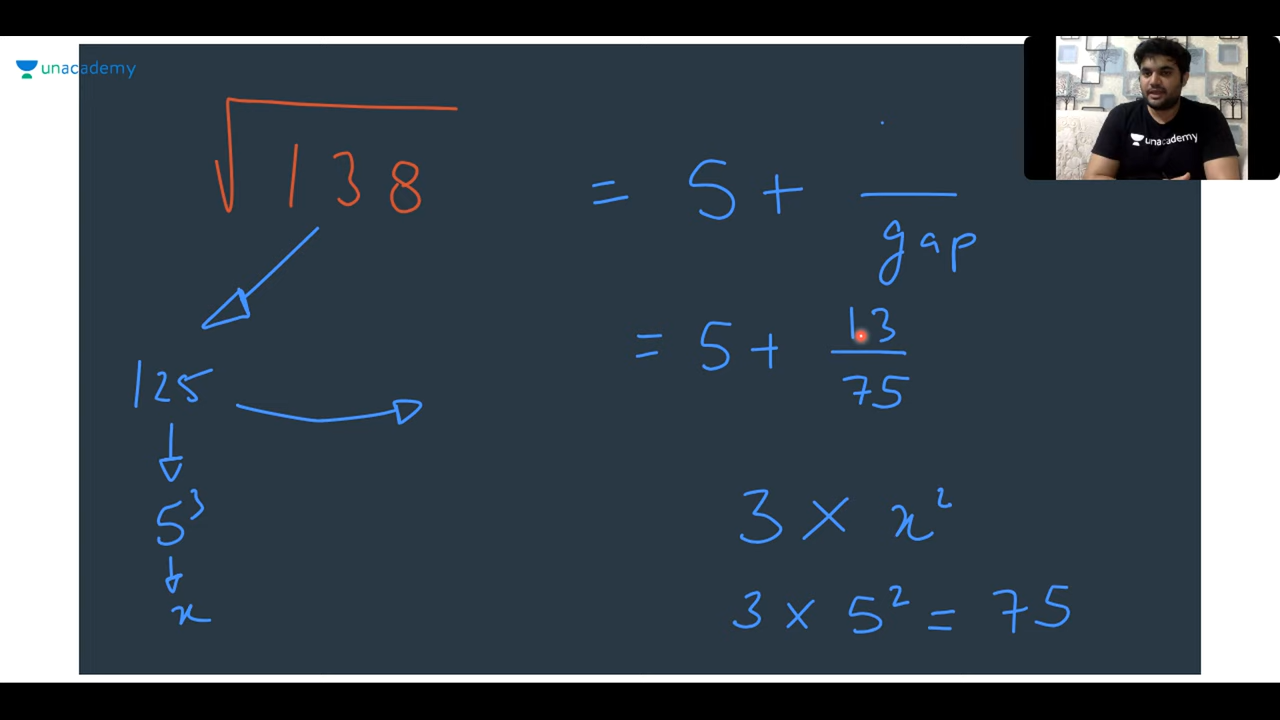 unacademy
unacademy
√138 = 5 + —
gap
= 5 + 13/75
125
5³
x
3 × x²
3 × 5² = 75